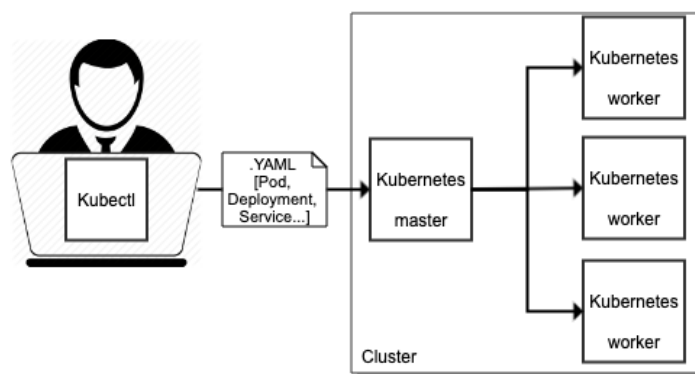 Kubectl
.YAML
[Pod,
Deployment,
Service...]
Kubernetes
master
Kubernetes
worker
Kubernetes
worker
Kubernetes
worker
Cluster